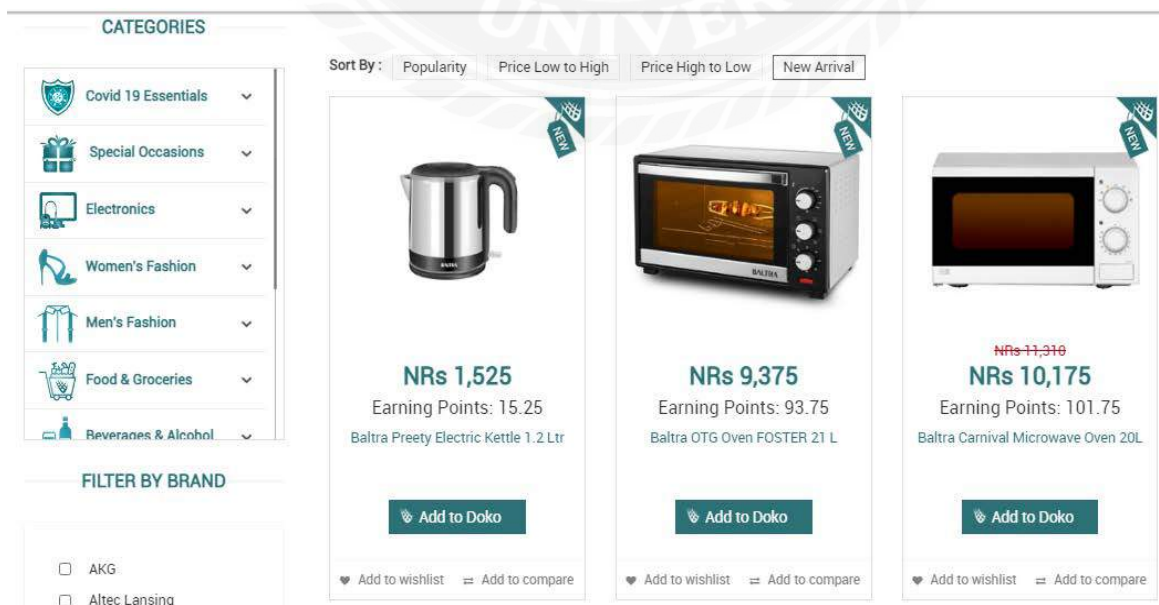 UNIVER
CATEGORIES
Covid 19 Essentials
Special Occasions
Electronics
Women's Fashion
Men's Fashion
Food & Groceries
Beverages & Alcohol
FILTER BY BRAND
AKG
Altec Lansing
Sort By : Popularity Price Low to High Price High to Low New Arrival
NEW
BALTRA
NRs 1,525
Earning Points: 15.25
Baltra Preety Electric Kettle 1.2 Ltr
Add to Doko
Add to wishlist Add to compare
NEW
BALTRA
NRs 9,375
Earning Points: 93.75
Baltra OTG Oven FOSTER 21 L
Add to Doko
Add to wishlist Add to compare
NEW
NRs 11,310
NRs 10,175
Earning Points: 101.75
Baltra Carnival Microwave Oven 20L
Add to Doko
Add to wishlist Add to compare